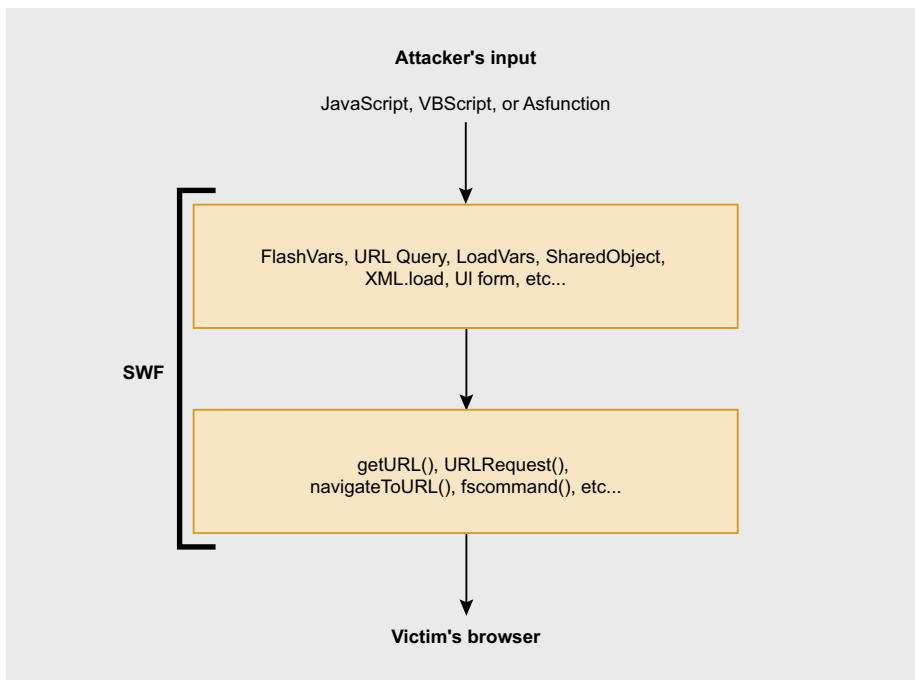 Attacker's input
JavaScript, VBScript, or Asfunction
FlashVars, URL Query, LoadVars, SharedObject,
XML.load, UI form, etc...
SWF
getURL(), URLRequest(),
navigateToURL(), fscommand(), etc...
Victim's browser